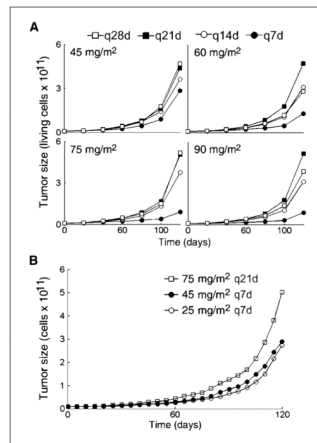 A
q28d q21d q14d q7d
45 mg/m² 60 mg/m²
6
3
0
75 mg/m² 90 mg/m²
6
3
0
0 60 100 0 60 100
Time (days)
Tumor size (living cells × 10¹¹)
B
75 mg/m² q21d
45 mg/m² q7d
25 mg/m² q7d
6
5
4
3
2
1
0
0 60 120
Time (days)
Tumor size (cells × 10¹¹)